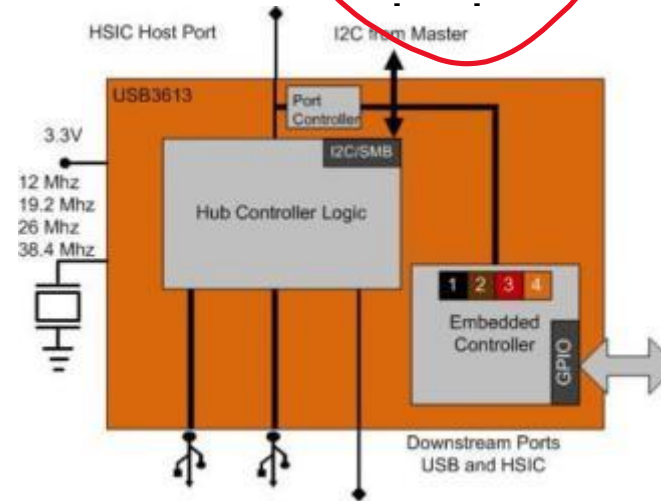 HSIC Host Port
I2C from Master
USB3613
Port
Controller
3.3V
I2C/SMB
12 Mhz
19.2 Mhz
26 Mhz
38.4 Mhz
Hub Controller Logic
1 2 3 4
Embedded
Controller
GPIO
Downstream Ports
USB and HSIC